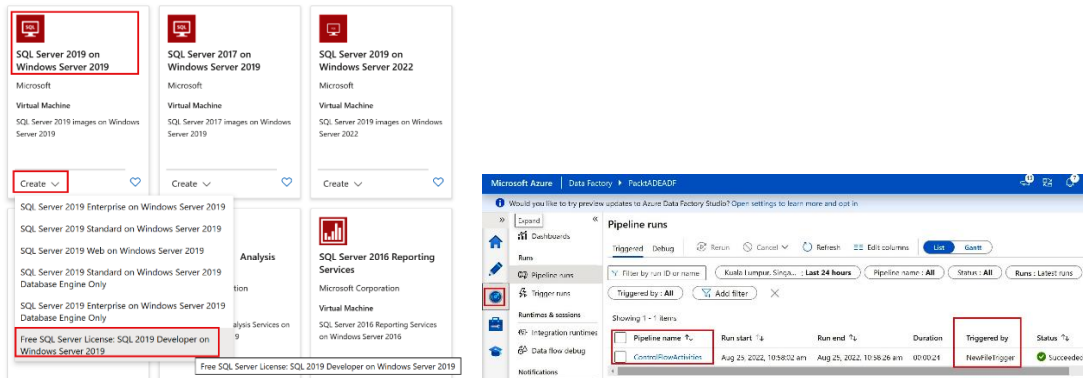 SQL
SQL Server 2019 on
Windows Server 2019
Microsoft
Virtual Machine
SQL Server 2019 images on Windows
Server 2019
Create
SQL Server 2017 on
Windows Server 2019
Microsoft
Virtual Machine
SQL Server 2017 images on Windows
Server 2019
Create
SQL Server 2019 on
Windows Server 2022
Microsoft
Virtual Machine
SQL Server 2019 images on Windows
Server 2022
Create
SQL Server 2019 Enterprise on Windows Server 2019
SQL Server 2019 Standard on Windows Server 2019
SQL Server 2019 Web on Windows Server 2019
SQL Server 2019 Standard on Windows Server 2019
Database Engine Only
SQL Server 2019 Enterprise on Windows Server 2019
Database Engine Only
Free SQL Server License: SQL 2019 Developer on
Windows Server 2019
Analysis
tion
alysis Services on
9
SQL Server 2016 Reporting
Services
Microsoft Corporation
Virtual Machine
SQL Server 2016 Reporting Services
on Windows Server 2016
Free SQL Server License: SQL 2019 Developer on Windows Server 2019
Microsoft Azure | Data Factory PacktADEADF
Would you like to try preview updates to Azure Data Factory Studio? Open settings to learn more and opt in
Expand
Dashboards
Runs
Pipeline runs
Trigger runs
Runtimes & sessions
Integration runtimes
Data flow debug
Notifications
Pipeline runs
Triggered Debug Rerun Cancel Refresh Edit columns List Gantt
Filter by run ID or name Kuala Lumpur, Singa... : Last 24 hours Pipeline name : All Status : All Runs : Latest runs
Triggered by : All Add filter
Showing 1 - 1 items
Pipeline name Run start Run end Duration Triggered by Status
ControlFlowActivities Aug 25, 2022, 10:58:02 am Aug 25, 2022, 10:58:26 am 00:00:24 NewFileTrigger Succeeded